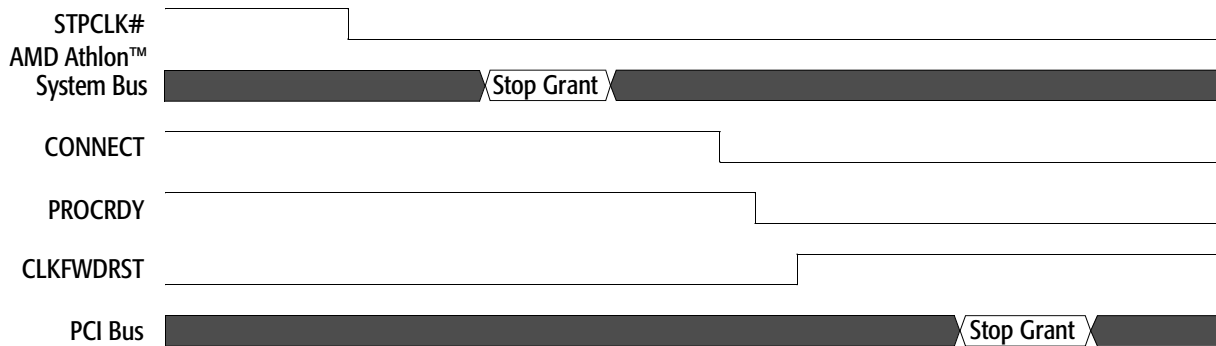 STPCLK#
AMD Athlon™
System Bus
Stop Grant
CONNECT
PROCRDY
CLKFWDRST
PCI Bus
Stop Grant